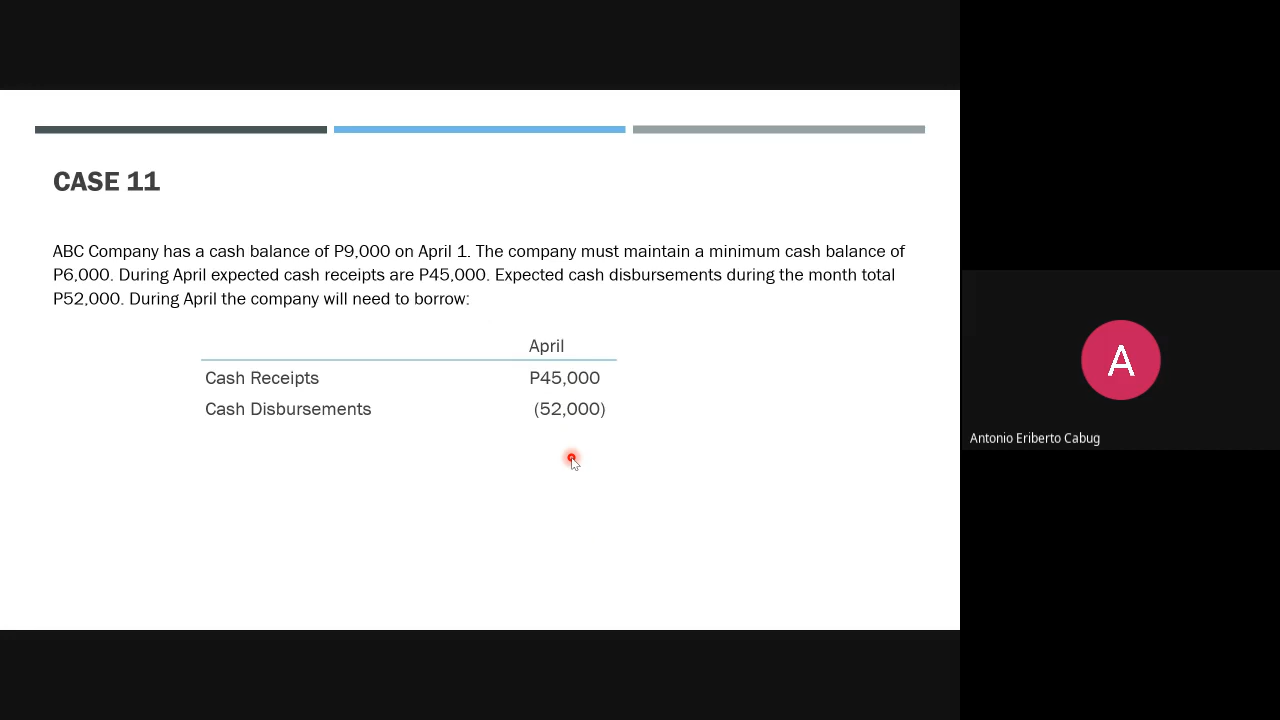 CASE 11
ABC Company has a cash balance of P9,000 on April 1. The company must maintain a minimum cash balance of
P6,000. During April expected cash receipts are P45,000. Expected cash disbursements during the month total
P52,000. During April the company will need to borrow:
April
Cash Receipts P45,000
Cash Disbursements (52,000)
A
Antonio Eriberto Cabug